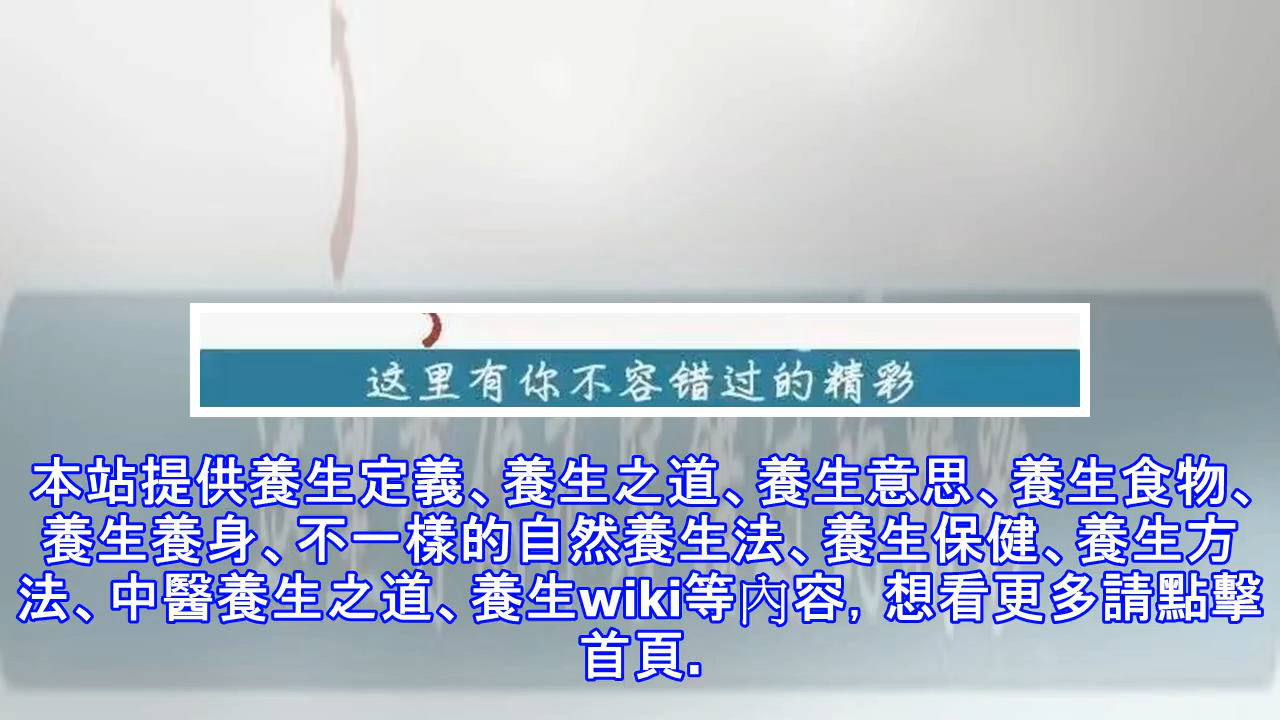 这里有你不容错过的精彩
本站提供養生定義、養生之道、養生意思、養生食物、
養生養身、不一樣的自然養生法、養生保健、養生方
法、中醫養生之道、養生wiki等內容, 想看更多請點擊
首頁.